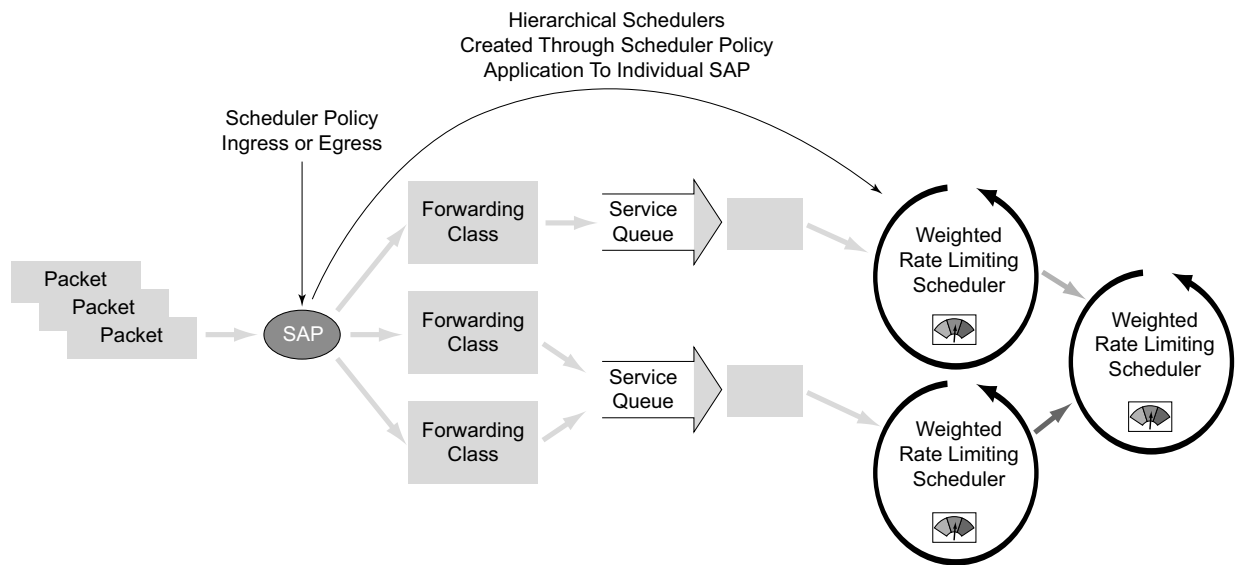 Hierarchical Schedulers
Created Through Scheduler Policy
Application To Individual SAP
Scheduler Policy
Ingress or Egress
Packet
Packet
Packet
SAP
Forwarding
Class
Forwarding
Class
Forwarding
Class
Service
Queue
Service
Queue
Weighted
Rate Limiting
Scheduler
Weighted
Rate Limiting
Scheduler
Weighted
Rate Limiting
Scheduler